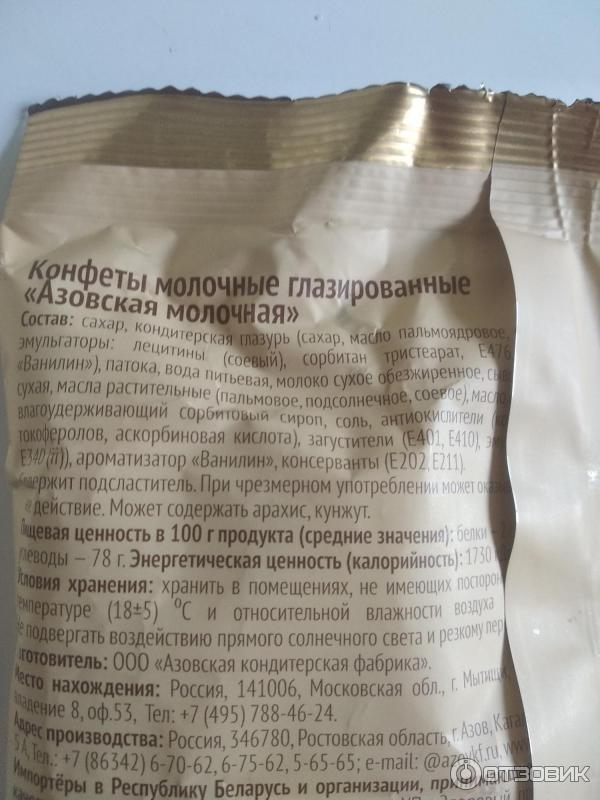 Конфеты молочные глазированные
«Азовская молочная»
Состав: сахар, кондитерская глазурь (сахар, масло пальмоядровое,
эмульгаторы: лецитины (соевый), сорбитан тристеарат, Е476
«Ванилин»), патока, вода питьевая, молоко сухое обезжиренное,
сухая, масла растительные (пальмовое, подсолнечное, соевое),
влагоудерживающий сорбитовый сироп, соль, антиокислители
токоферолов, аскорбиновая кислота), загустители (Е401, Е410),
Е340(ii)), ароматизатор «Ванилин», консерванты (Е202, Е211).
Содержит подсластитель. При чрезмерном употреблении может
действие. Может содержать арахис, кунжут.
Пищевая ценность в 100 г продукта (средние значения): белки –
углеводы – 78 г. Энергетическая ценность (калорийность): 1730
Условия хранения: хранить в помещениях, не имеющих
температуре (18±5) °С и относительной влажности воздуха
не подвергать воздействию прямого солнечного света и резкому
Изготовитель: ООО «Азовская кондитерская фабрика».
Место нахождения: Россия, 141006, Московская обл., г. Мытищи,
владение 8, оф.53, Тел: +7 (495) 788-46-24.
Адрес производства: Россия, 346780, Ростовская область, г. Азов,
5 А, Тел.: +7 (86342) 6-70-62, 6-75-62, 5-65-65; e-mail: @azovkf.ru,
Импортёры в Республику Беларусь и организации,
ОТЗОВИК